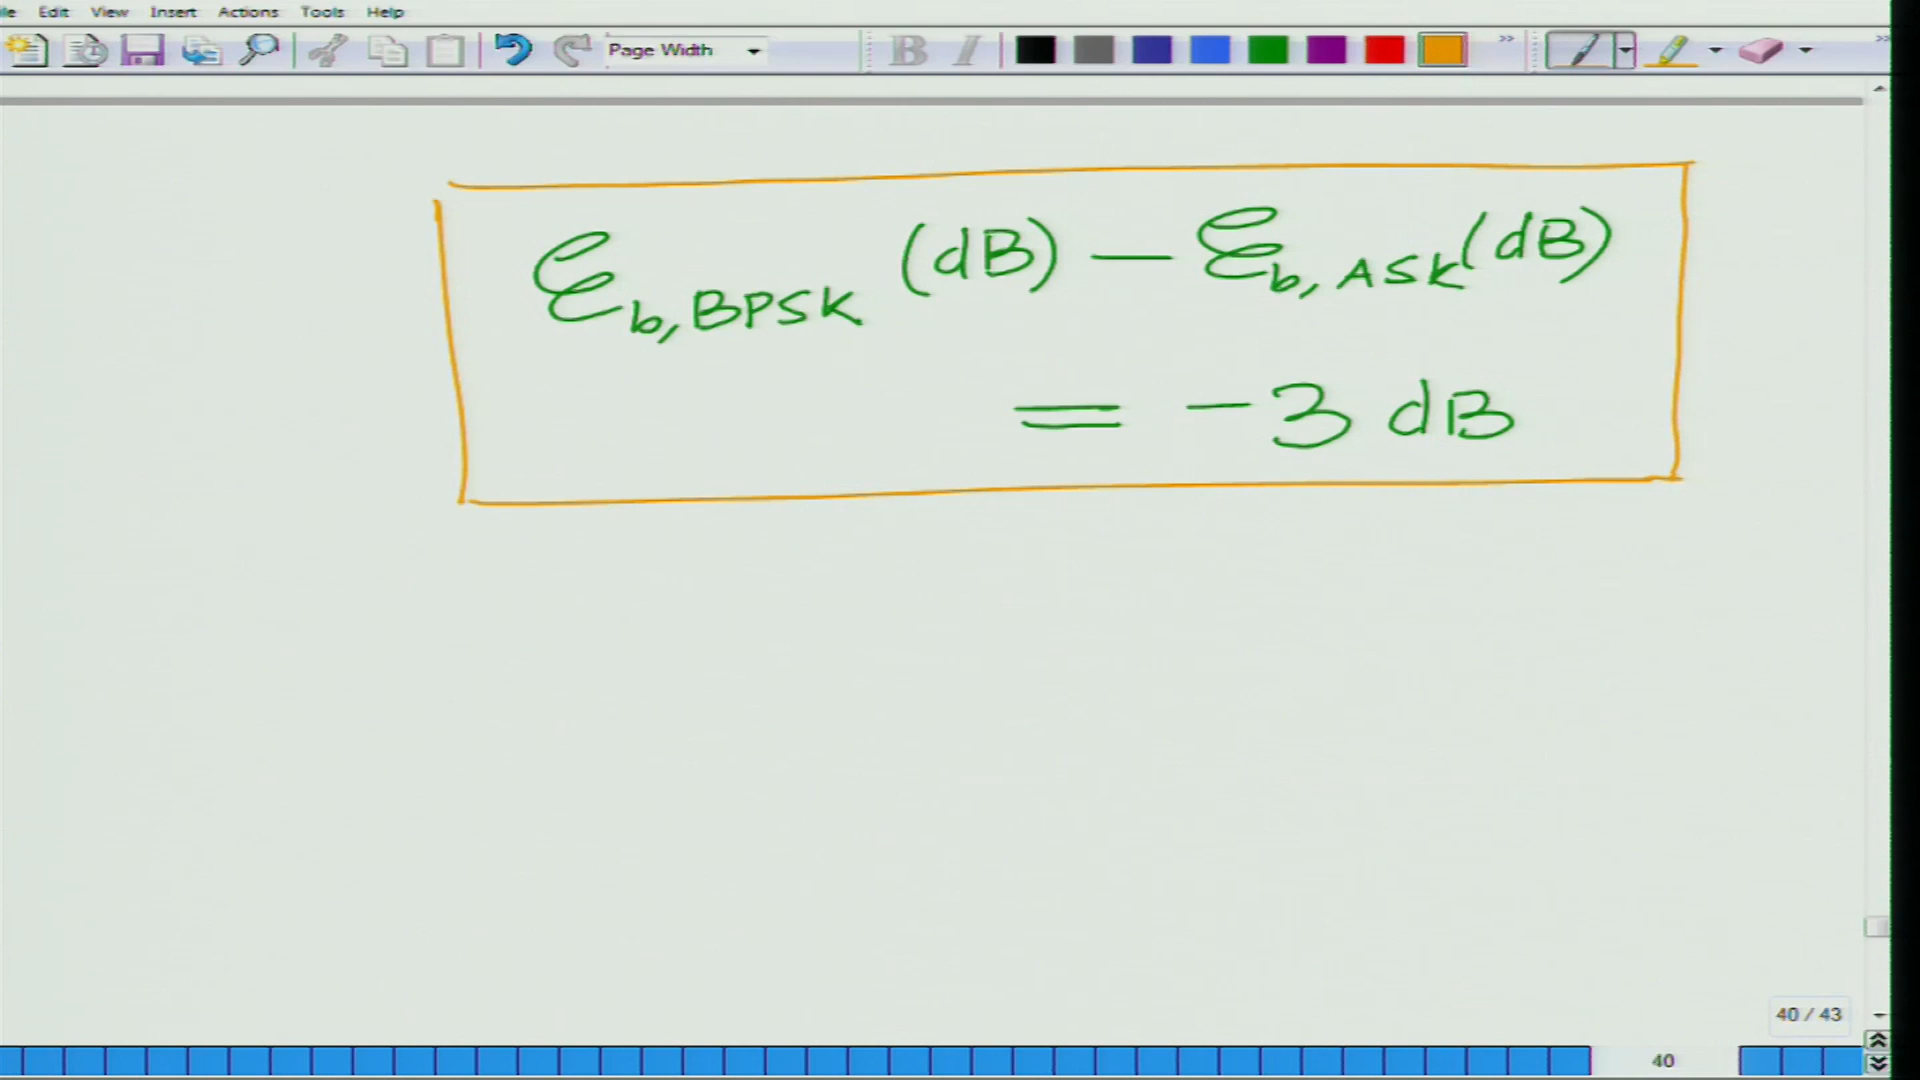 le Edit View Insert Actions Tools Help
Page Width B I
ℰb,BPSK (dB) — ℰb,ASK(dB)
= -3 dB
40 / 43
40